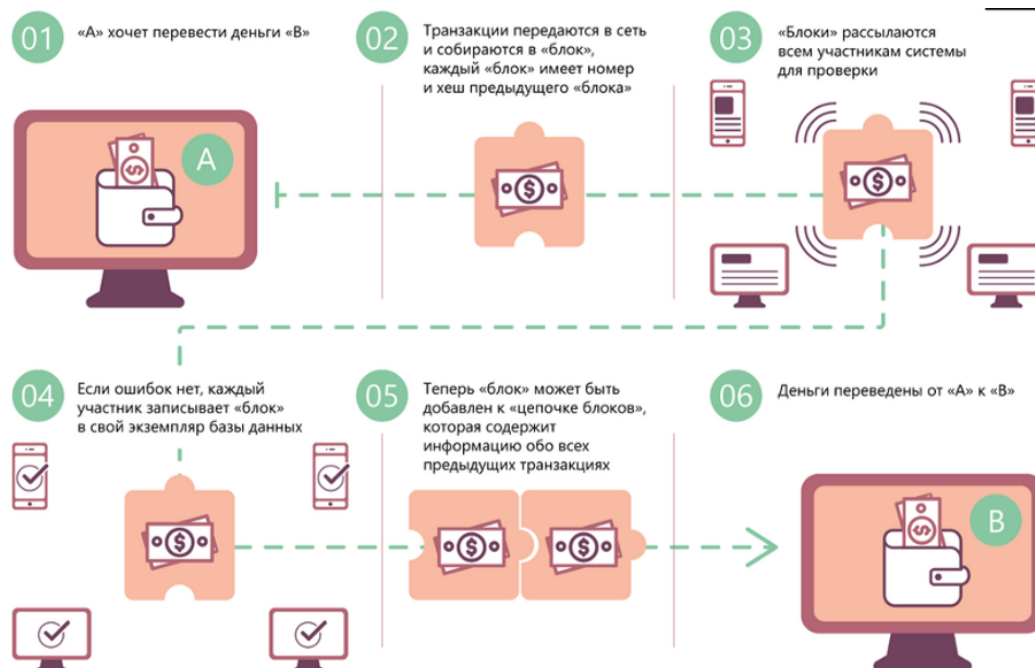 01
«А» хочет перевести деньги «В»
02
Транзакции передаются в сеть
и собираются в «блок»,
каждый «блок» имеет номер
и хеш предыдущего «блока»
03
«Блоки» рассылаются
всем участникам системы
для проверки
A
$
$
$
04
Если ошибок нет, каждый
участник записывает «блок»
в свой экземпляр базы данных
05
Теперь «блок» может быть
добавлен к «цепочке блоков»,
которая содержит
информацию обо всех
предыдущих транзакциях
06
Деньги переведены от «А» к «В»
$
$
$
$
B